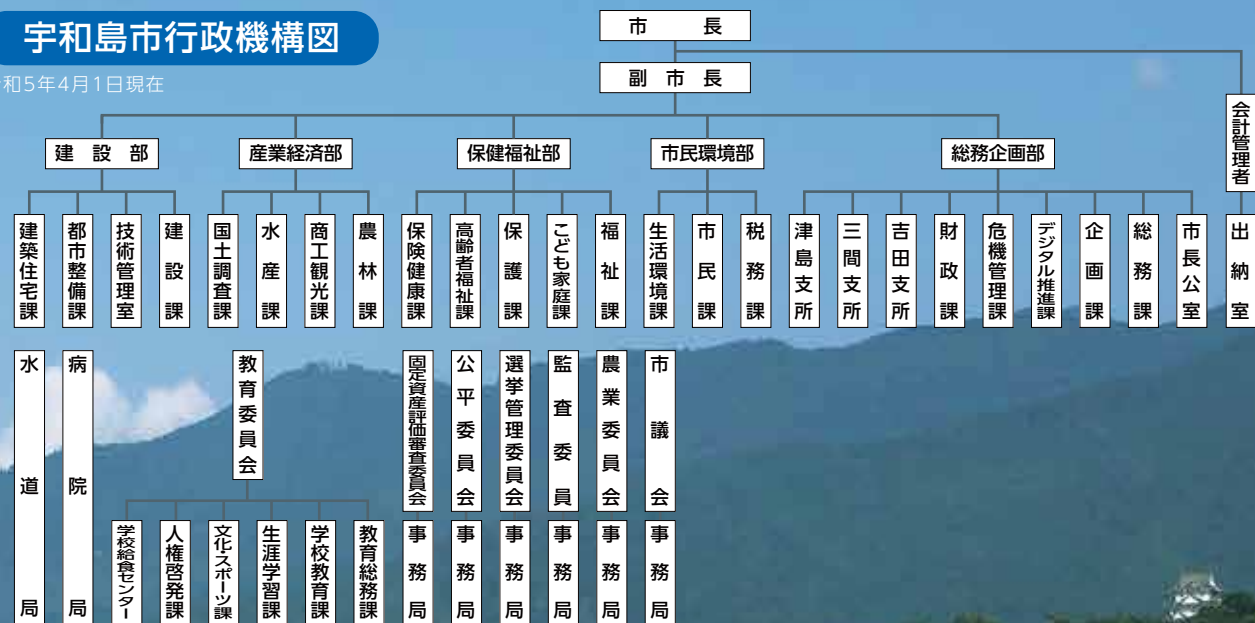 宇和島市行政機構図
和5年4月1日現在
市長
副市長
会計管理者
建設部
産業経済部
保健福祉部
市民環境部
総務企画部
建築住宅課
都市整備課
技術管理室
建設課
国土調査課
水産課
商工観光課
農林課
保険健康課
高齢者福祉課
保護課
こども家庭課
福祉課
生活環境課
市民課
税務課
津島支所
三間支所
吉田支所
財政課
危機管理課
デジタル推進課
企画課
総務課
市長公室
出納室
水道局
病院局
教育委員会
固定資産評価審査委員会
公平委員会
選挙管理委員会
監査委員
農業委員会
市議会
学校給食センター
人権啓発課
文化・スポーツ課
生涯学習課
学校教育課
教育総務課
事務局
事務局
事務局
事務局
事務局
事務局